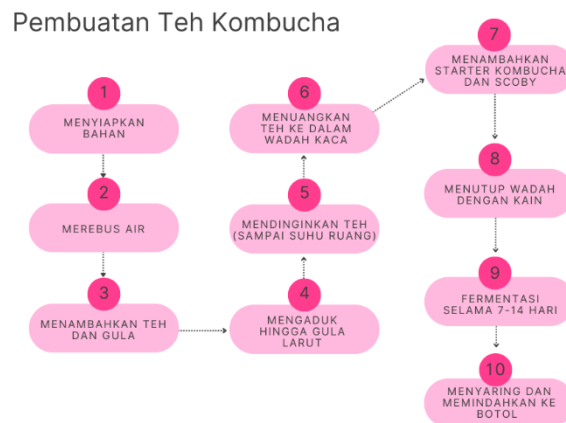 Pembuatan Teh Kombucha
1
MENYIAPKAN
BAHAN
2
MEREBUS AIR
3
MENAMBAHKAN TEH
DAN GULA
4
MENGADUK
HINGGA GULA
LARUT
5
MENDINGINKAN TEH
(SAMPAI SUHU RUANG)
6
MENUANGKAN
TEH KE DALAM
WADAH KACA
7
MENAMBAHKAN
STARTER KOMBUCHA
DAN SCOBY
8
MENUTUP WADAH
DENGAN KAIN
9
FERMENTASI
SELAMA 7-14 HARI
10
MENYARING DAN
MEMINDAHKAN KE
BOTOL